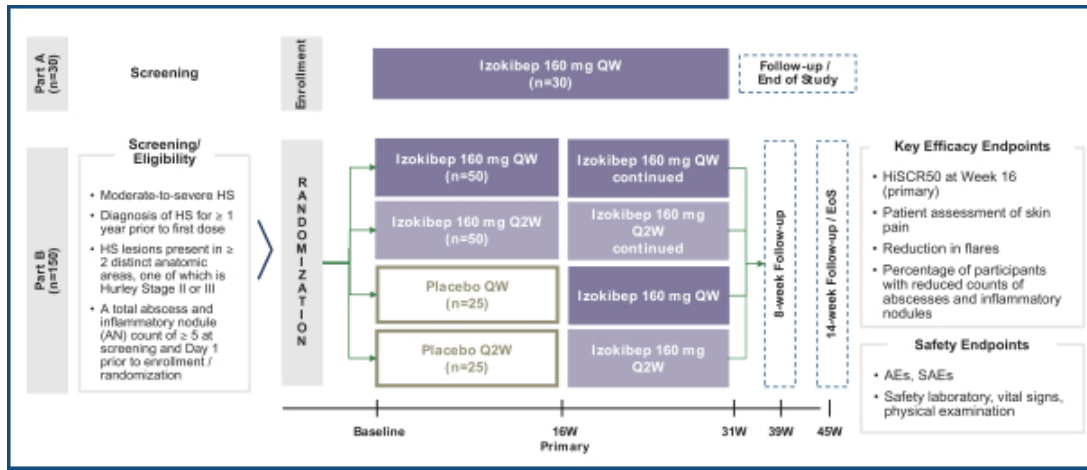 Part A
(n=30)
Screening
Enrollment
Izokibep 160 mg QW
(n=30)
Follow-up /
End of Study
Part B
(n=150)
Screening/
Eligibility
• Moderate-to-severe HS
• Diagnosis of HS for ≥ 1
year prior to first dose
• HS lesions present in ≥
2 distinct anatomic
areas, one of which is
Hurley Stage II or III
• A total abscess and
inflammatory nodule
(AN) count of ≥ 5 at
screening and Day 1
prior to enrollment /
randomization
RANDOMIZATION
Izokibep 160 mg QW
(n=50)
Izokibep 160 mg Q2W
(n=50)
Placebo QW
(n=25)
Placebo Q2W
(n=25)
Izokibep 160 mg QW
continued
Izokibep 160 mg
Q2W
continued
Izokibep 160 mg QW
Izokibep 160 mg
Q2W
8-week Follow-up
14-week Follow-up / EoS
Key Efficacy Endpoints
• HiSCR50 at Week 16
(primary)
• Patient assessment of skin
pain
• Reduction in flares
• Percentage of participants
with reduced counts of
abscesses and inflammatory
nodules
Safety Endpoints
• AEs, SAEs
• Safety laboratory, vital signs,
physical examination
Baseline
16W
Primary
31W
39W
45W